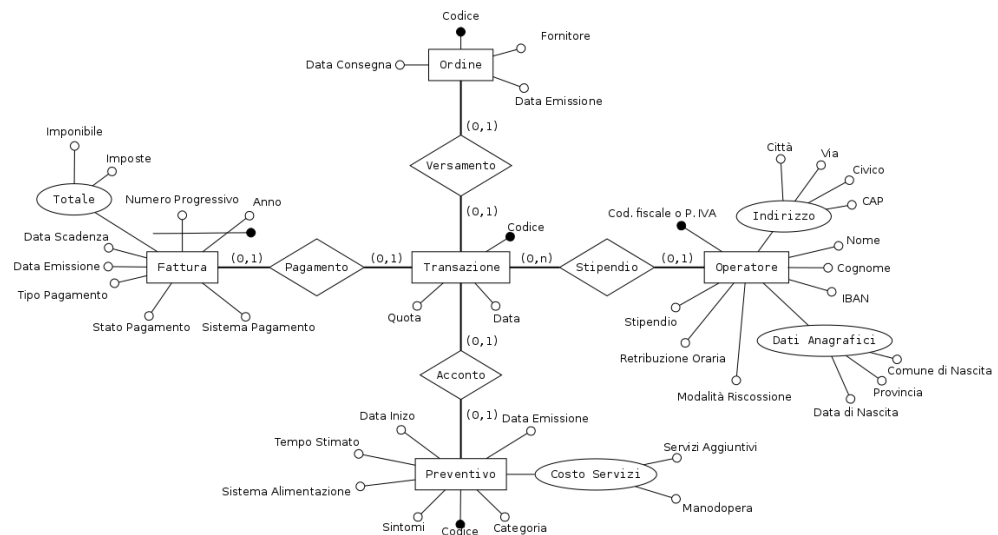 Codice
Fornitore
Ordine
Data Consegna
Data Emissione
(0,1)
Imponibile
Imposte
Città
Via
Versamento
Civico
Totale
Numero Progressivo
Anno
(0,1)
Cod. fiscale o P. IVA
Indirizzo
CAP
Codice
Data Scadenza
Nome
Data Emissione
Fattura
(0,1)
Pagamento
(0,1)
Transazione
(0,n)
Stipendio
(0,1)
Operatore
Cognome
Tipo Pagamento
IBAN
Stato Pagamento
Sistema Pagamento
Quota
Data
Stipendio
(0,1)
Dati Anagrafici
Retribuzione Oraria
Acconto
Comune di Nascita
Modalità Riscossione
Provincia
(0,1)
Data di Nascita
Data Inizo
Data Emissione
Tempo Stimato
Servizi Aggiuntivi
Preventivo
Costo Servizi
Sistema Alimentazione
Manodopera
Sintomi
Codice
Categoria